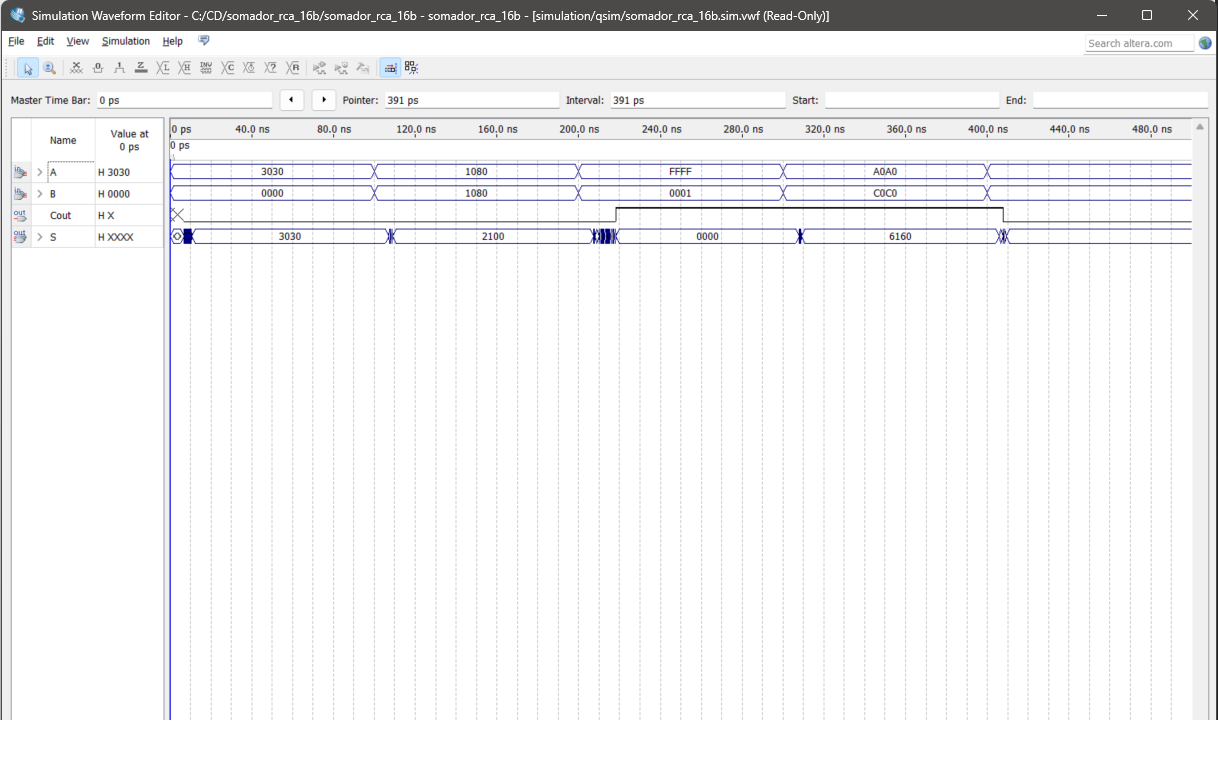 Simulation Waveform Editor - C:/CD/somador_rca_16b/somador_rca_16b - somador_rca_16b - [simulation/qsim/somador_rca_16b.sim.vwf (Read-Only)]
File Edit View Simulation Help Search altera.com
Master Time Bar: 0 ps Pointer: 391 ps Interval: 391 ps Start: End:
Name Value at 0 ps 0 ps 40.0 ns 80.0 ns 120.0 ns 160.0 ns 200.0 ns 240.0 ns 280.0 ns 320.0 ns 360.0 ns 400.0 ns 440.0 ns 480.0 ns
0 ps
A H 3030 3030 1080 FFFF A0A0
B H 0000 0000 1080 0001 C0C0
Cout H X
S H XXXX 3030 2100 0000 6160